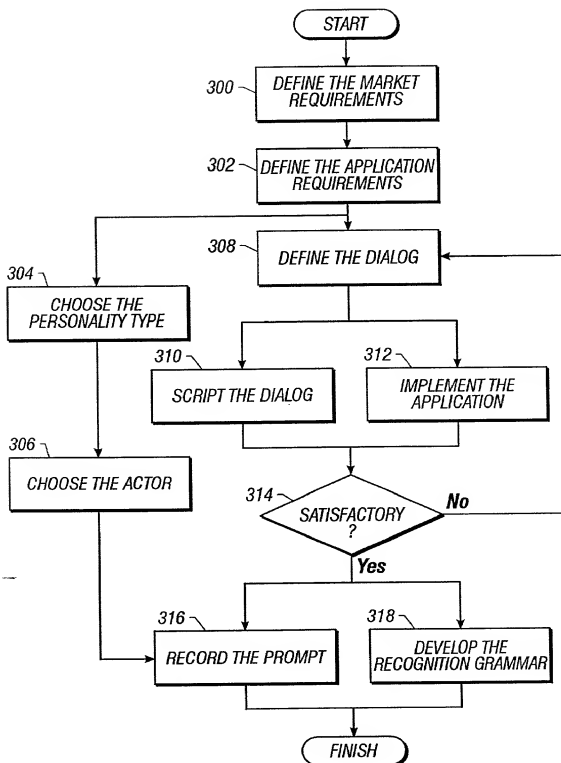 START
300
DEFINE THE MARKET
REQUIREMENTS
302
DEFINE THE APPLICATION
REQUIREMENTS
308
DEFINE THE DIALOG
304
CHOOSE THE
PERSONALITY TYPE
310
SCRIPT THE DIALOG
312
IMPLEMENT THE
APPLICATION
306
CHOOSE THE ACTOR
314
SATISFACTORY
?
No
Yes
316
RECORD THE PROMPT
318
DEVELOP THE
RECOGNITION GRAMMAR
FINISH